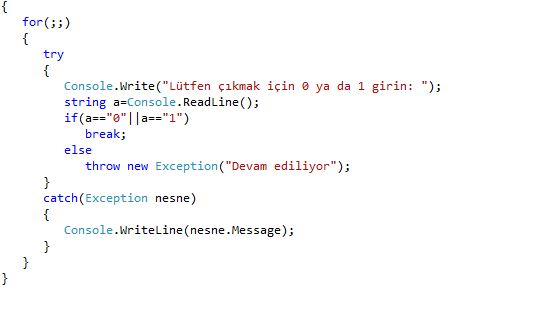 {
for(;;)
{
try
{
Console.Write("Lütfen çıkmak için 0 ya da 1 girin: ");
string a=Console.ReadLine();
if(a=="0"||a=="1")
break;
else
throw new Exception("Devam ediliyor");
}
catch(Exception nesne)
{
Console.WriteLine(nesne.Message);
}
}
}